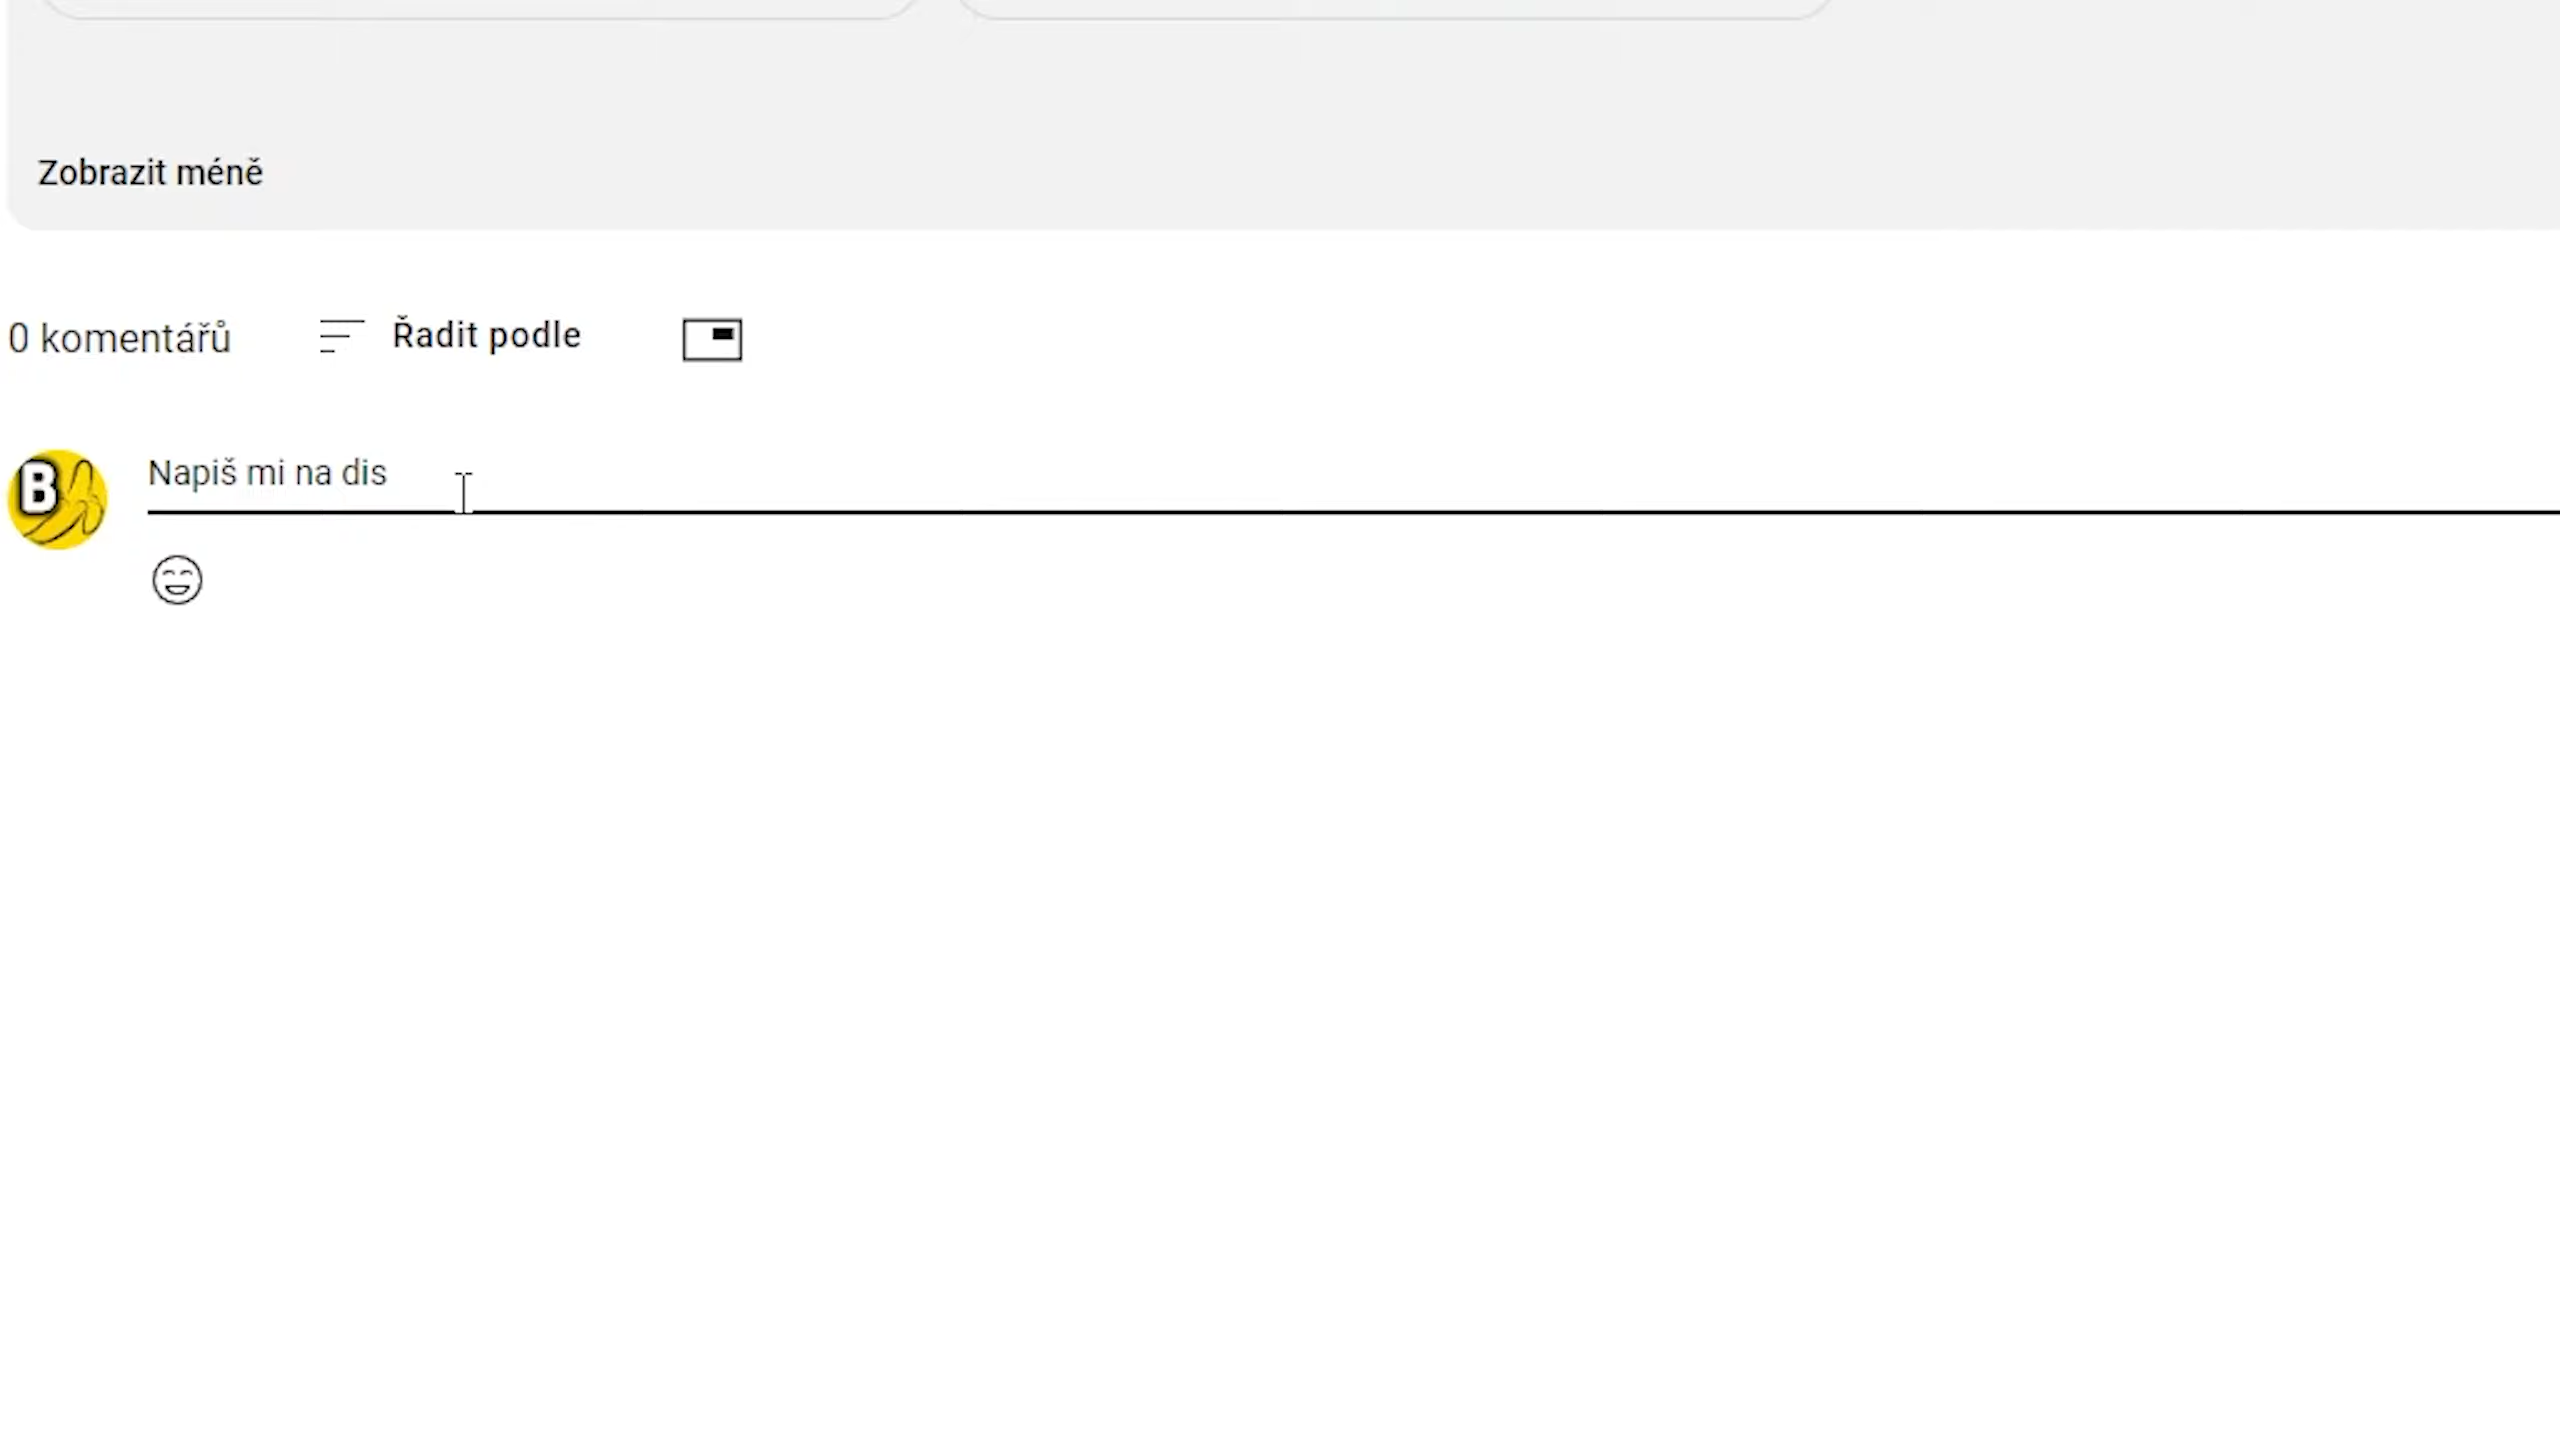 Zobrazit méně
0 komentářů
Řadit podle
B
Napiš mi na dis